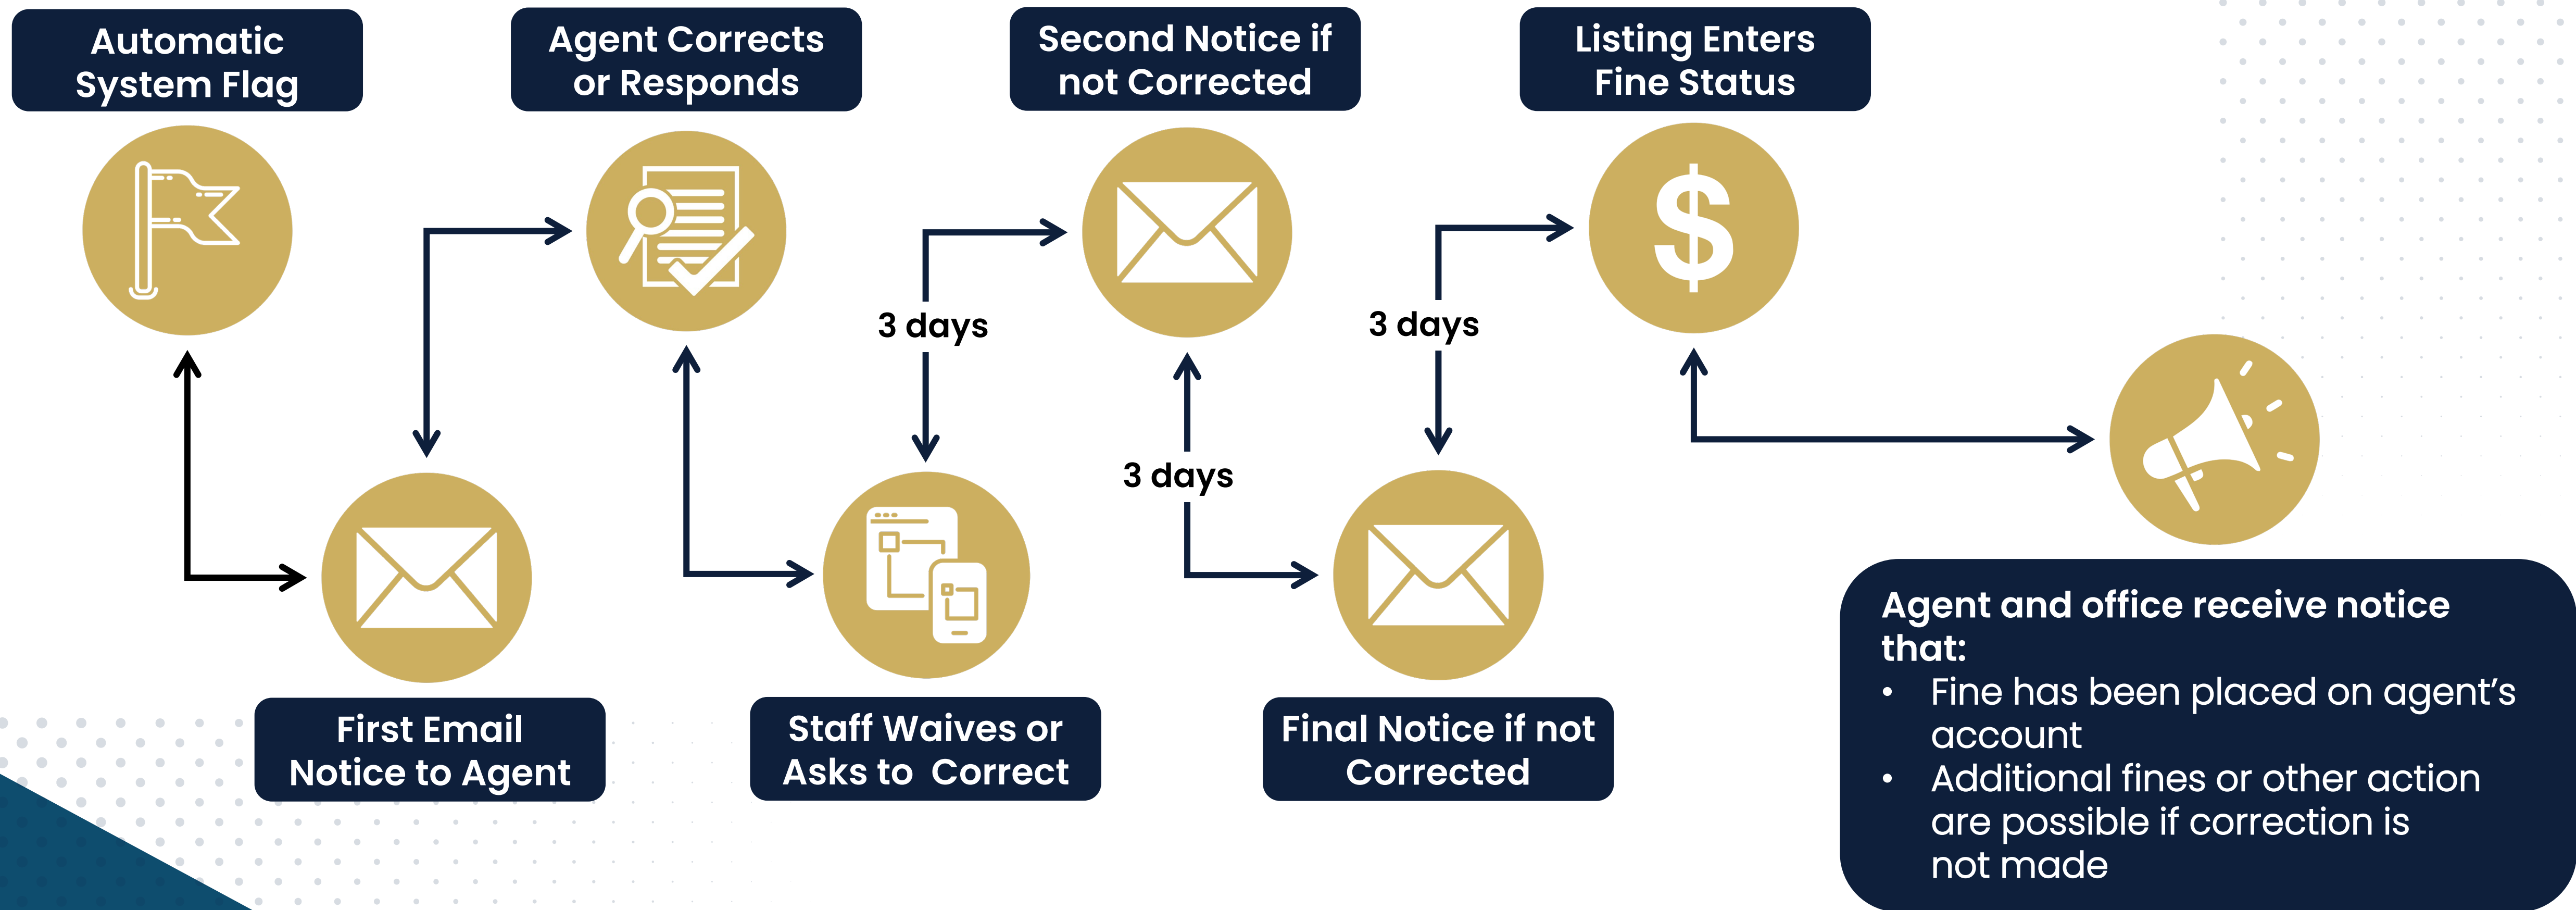 Automatic
System Flag
First Email
Notice to Agent
Agent Corrects
or Responds
Staff Waives or
Asks to  Correct
3 days
Second Notice if
not Corrected
3 days
Final Notice if not
Corrected
3 days
Listing Enters
Fine Status
$
Agent and office receive notice
that:
• Fine has been placed on agent’s
account
• Additional fines or other action
are possible if correction is
not made